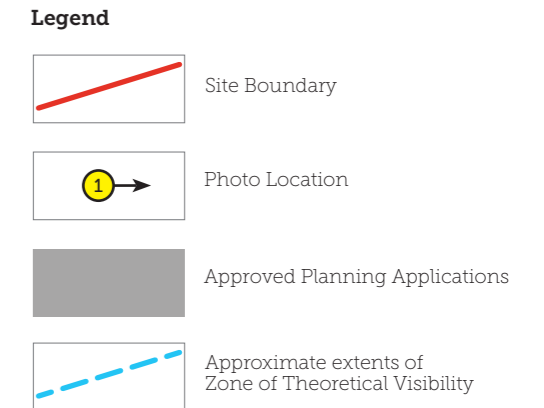 Legend
Site Boundary
1
Photo Location
Approved Planning Applications
Approximate extents of
Zone of Theoretical Visibility